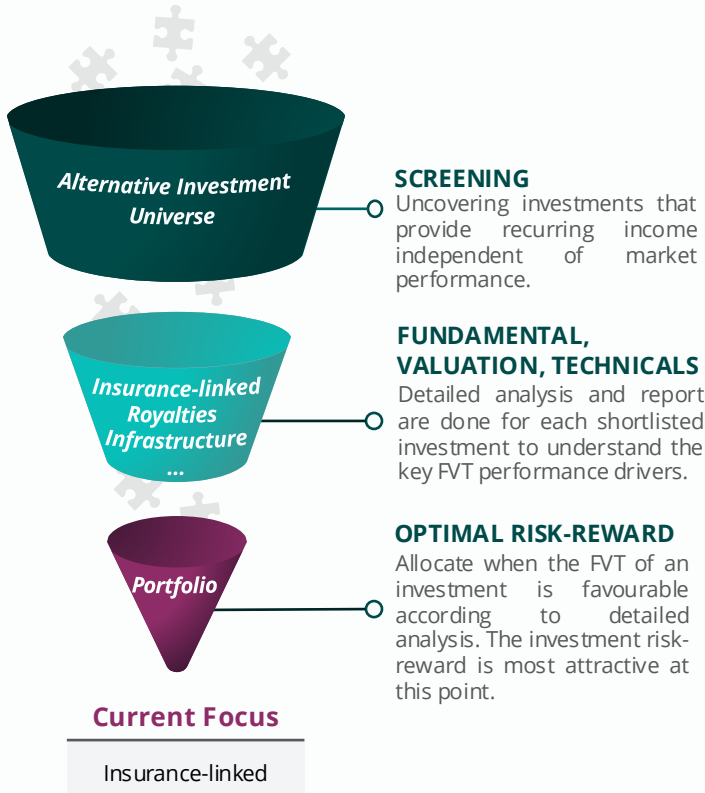 Alternative Investment
Universe
SCREENING
Uncovering investments that
provide recurring income
independent of market
performance.
Insurance-linked
Royalties
Infrastructure
...
FUNDAMENTAL,
VALUATION, TECHNICALS
Detailed analysis and report
are done for each shortlisted
investment to understand the
key FVT performance drivers.
Portfolio
OPTIMAL RISK-REWARD
Allocate when the FVT of an
investment is favourable
according to detailed
analysis. The investment risk-
reward is most attractive at
this point.
Current Focus
Insurance-linked